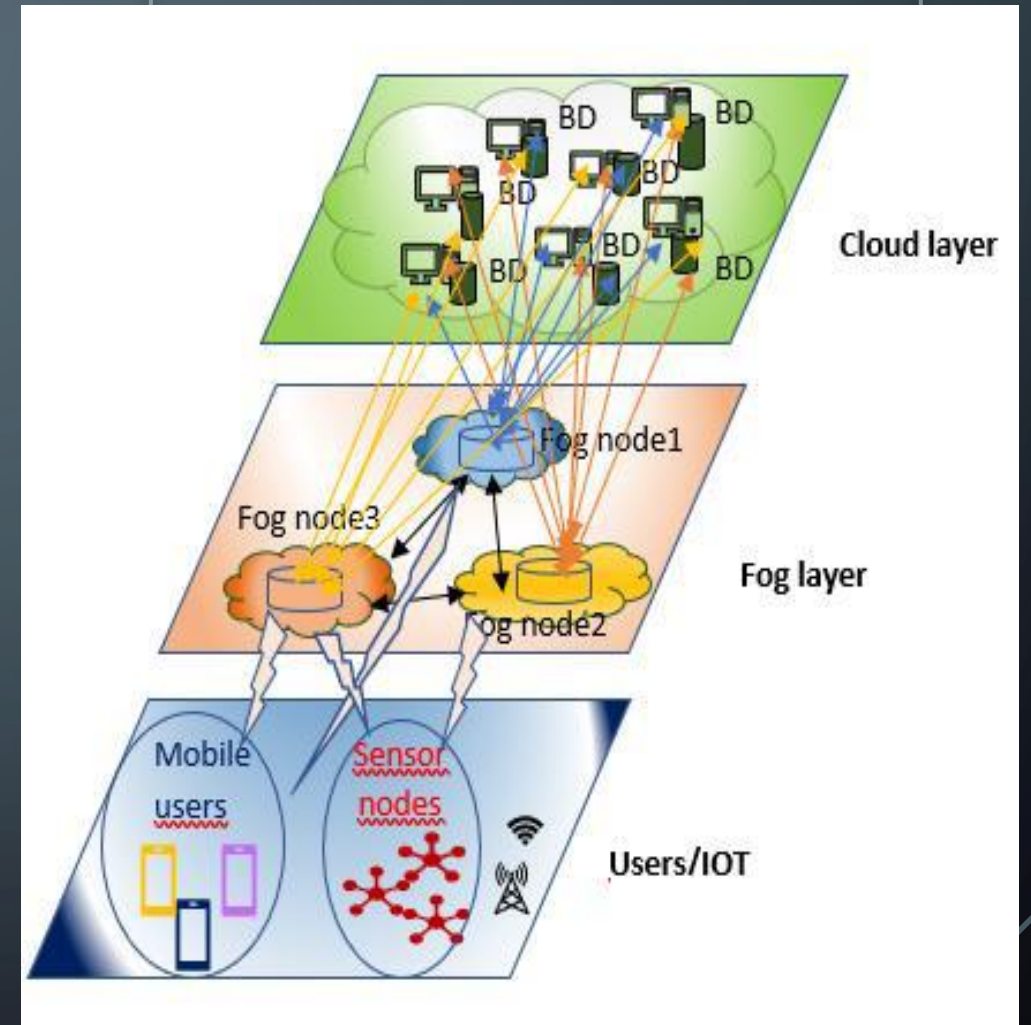 BD
BD
BD
BD
BD
BD
BD
Cloud layer
Fog node1
Fog node3
Fog layer
Fog node2
Mobile
users
Sensor
nodes
Users/IOT